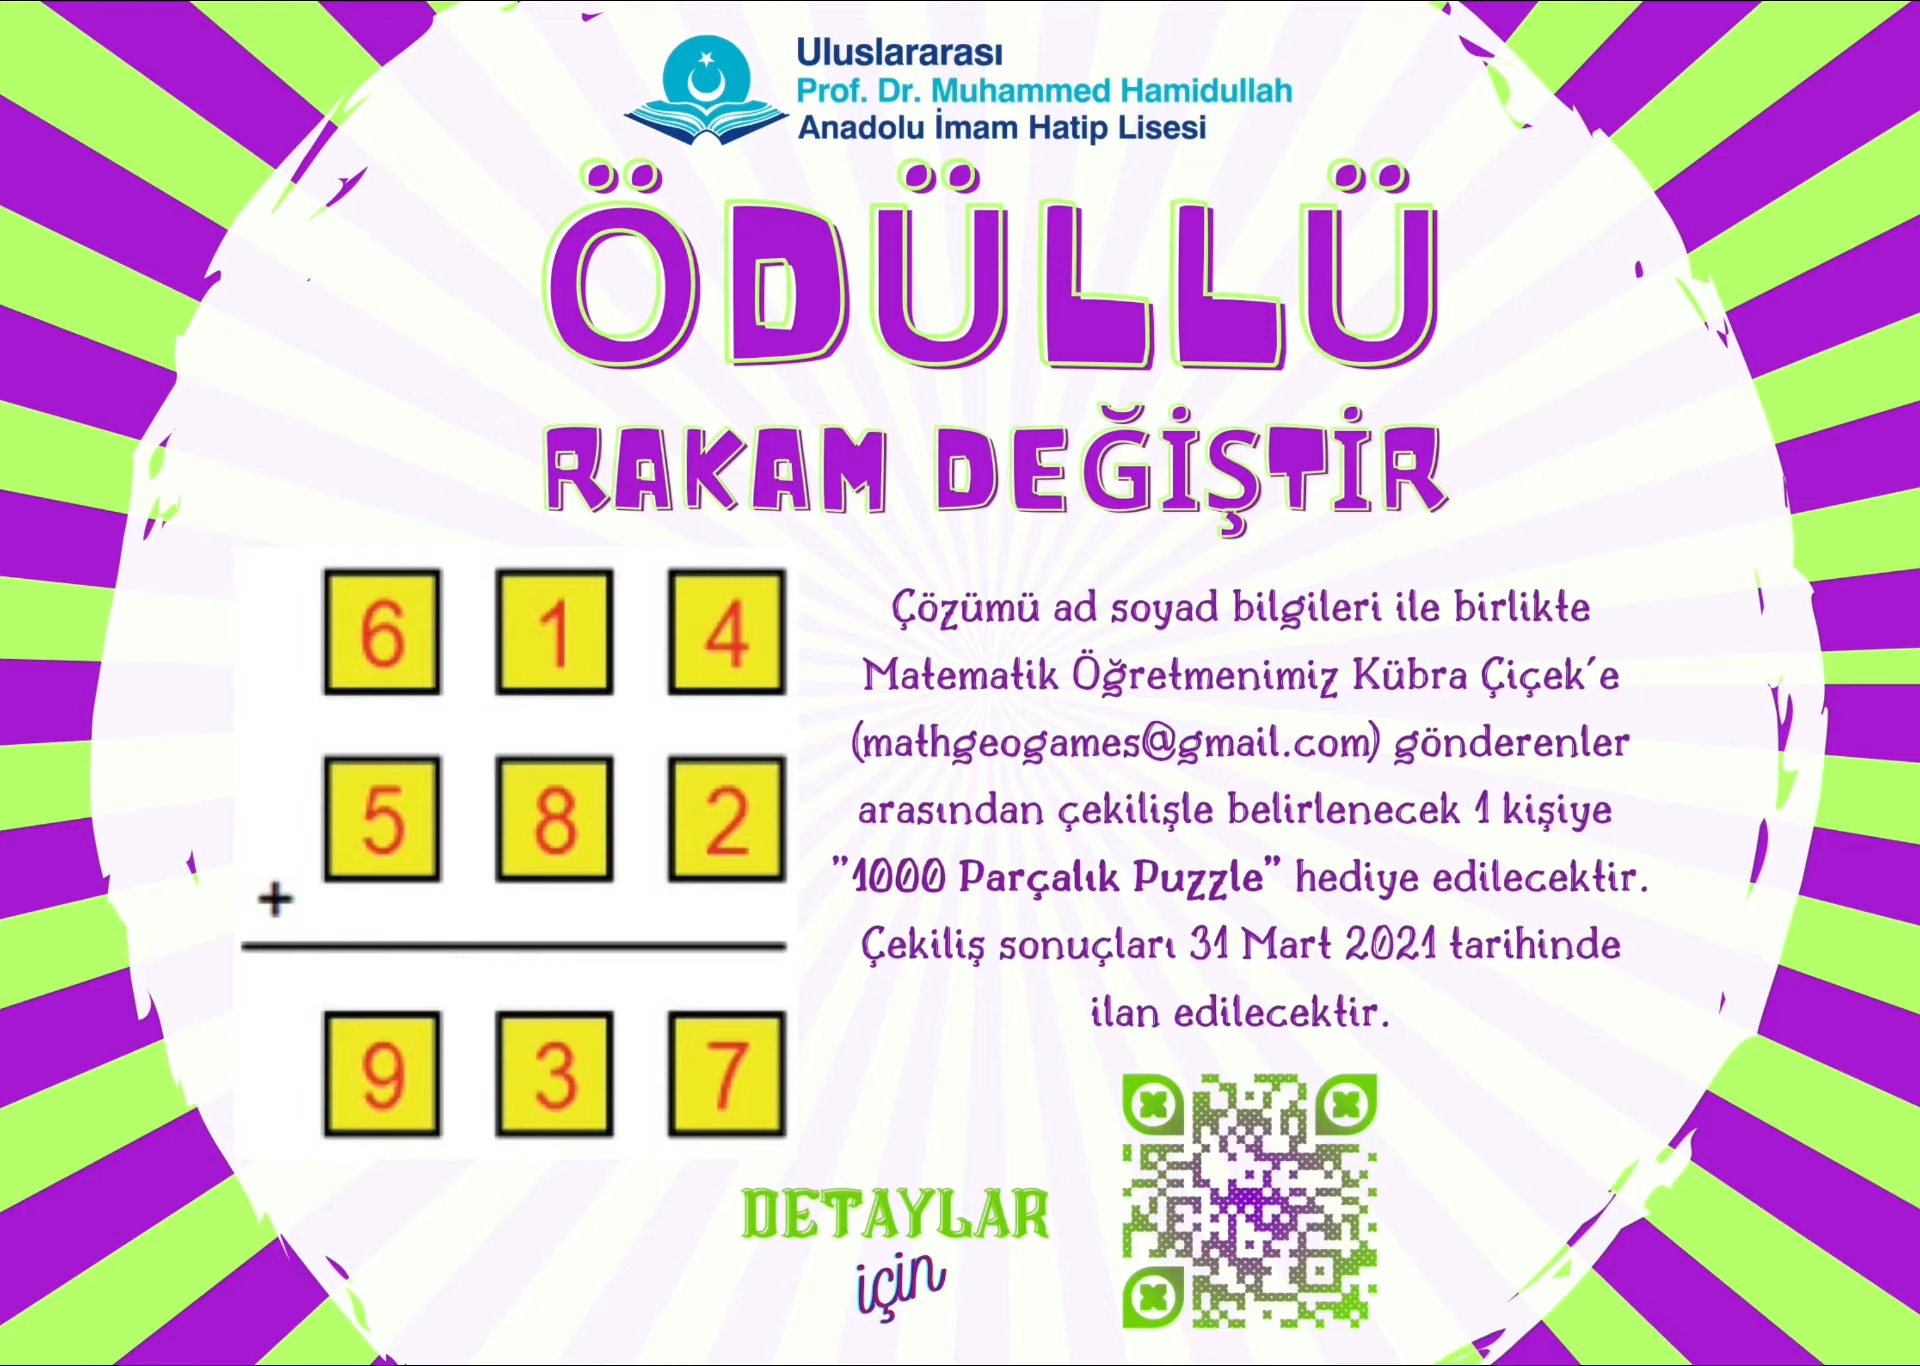 Uluslararası
Prof. Dr. Muhammed Hamidullah
Anadolu İmam Hatip Lisesi
ÖDÜLLÜ
RAKAM DEĞİŞTİR
6 1 4
5 8 2
+
9 3 7
Çözümü ad soyad bilgileri ile birlikte
Matematik Öğretmenimiz Kübra Çiçek'e
(mathgeogames@gmail.com) gönderenler
arasından çekilişle belirlenecek 1 kişiye
"1000 Parçalık Puzzle" hediye edilecektir.
Çekiliş sonuçları 31 Mart 2021 tarihinde
ilan edilecektir.
DETAYLAR
için